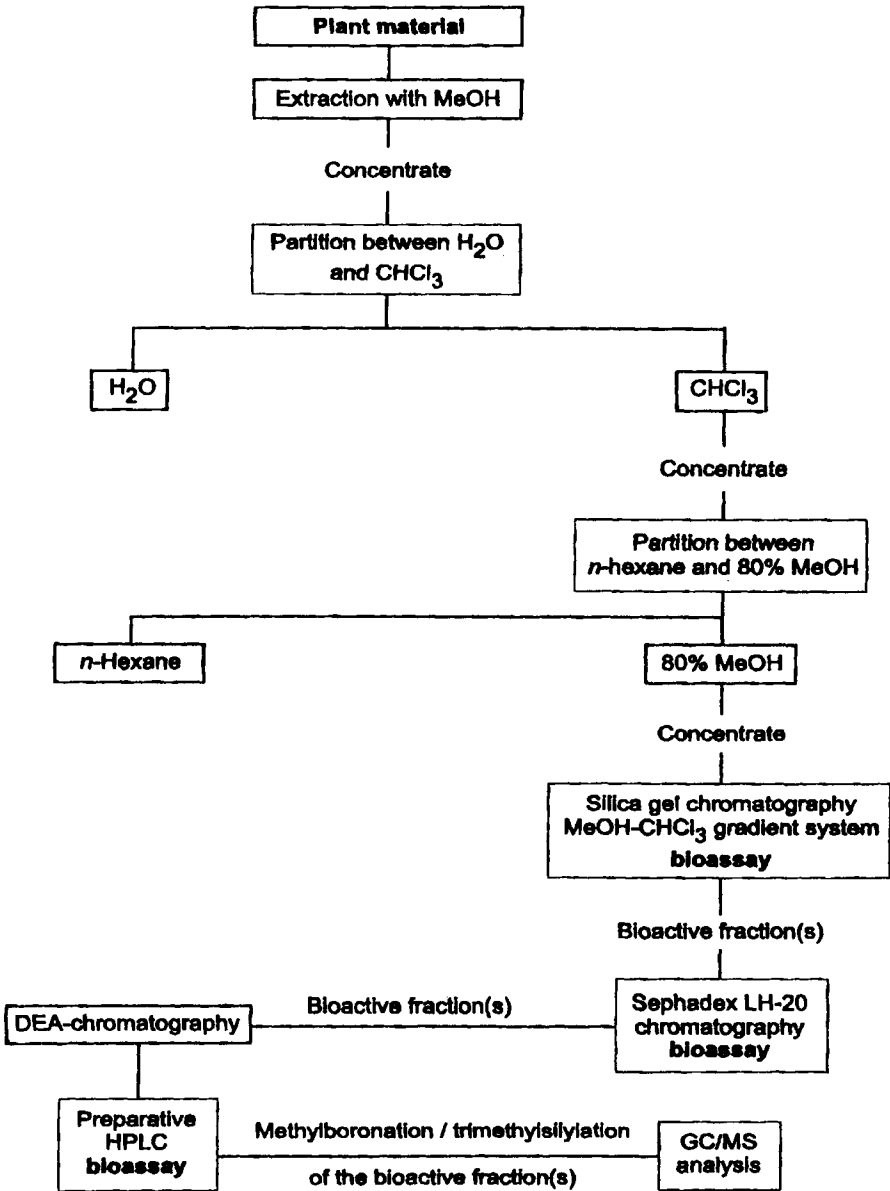 Plant material
Extraction with MeOH
Concentrate
Partition between H2O
and CHCl3
H2O
CHCl3
Concentrate
Partition between
n-hexane and 80% MeOH
n-Hexane
80% MeOH
Concentrate
Silica gel chromatography
MeOH-CHCl3 gradient system
bioassay
Bioactive fraction(s)
Sephadex LH-20
chromatography
bioassay
Bioactive fraction(s)
DEA-chromatography
Preparative
HPLC
bioassay
Methylboronation / trimethylsilylation
of the bioactive fraction(s)
GC/MS
analysis